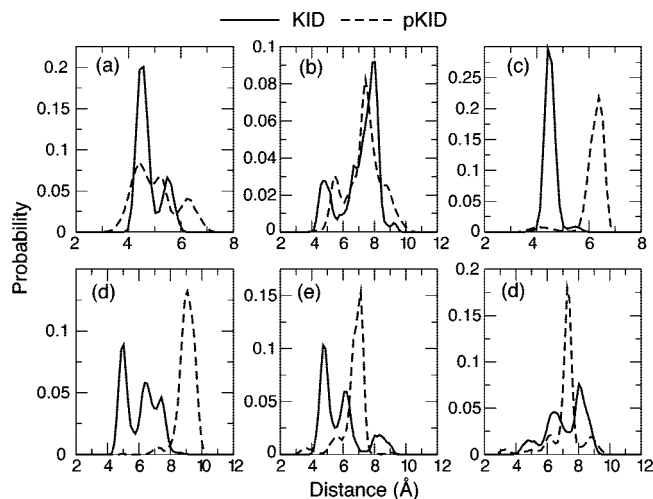 KID pKID
(a) (b) (c)
0.2 0.15 0.1 0.05 0
0.1 0.08 0.06 0.04 0.02 0
0.25 0.2 0.15 0.1 0.05 0
2 4 6 8 2 4 6 8 10 12 2 4 6 8
Probability
(d) (e) (d)
0.1 0.05 0
0.15 0.1 0.05 0
0.2 0.15 0.1 0.05 0
2 4 6 8 10 12 2 4 6 8 10 12 2 4 6 8 10 12
Distance (Å)